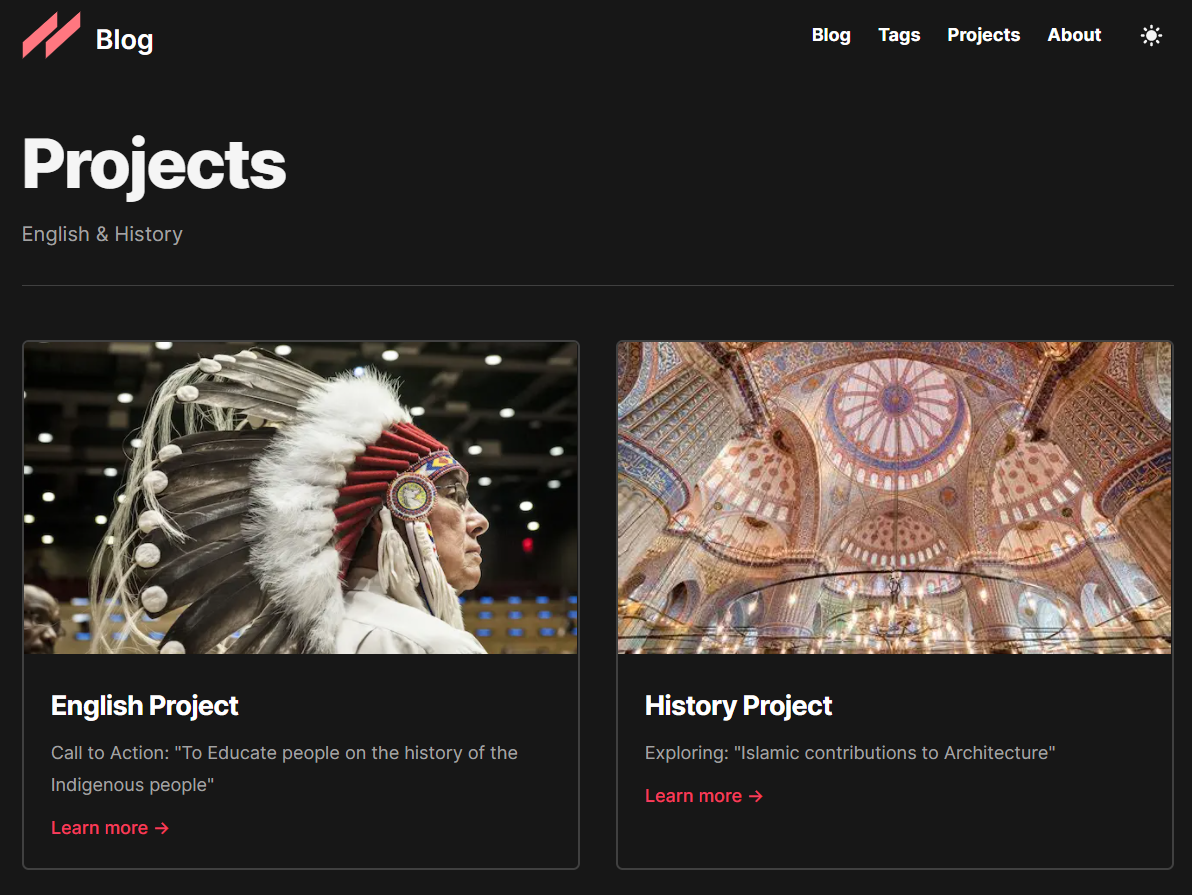 Blog
Blog Tags Projects About
Projects
English & History
English Project
Call to Action: "To Educate people on the history of the
Indigenous people"
Learn more →
History Project
Exploring: "Islamic contributions to Architecture"
Learn more →